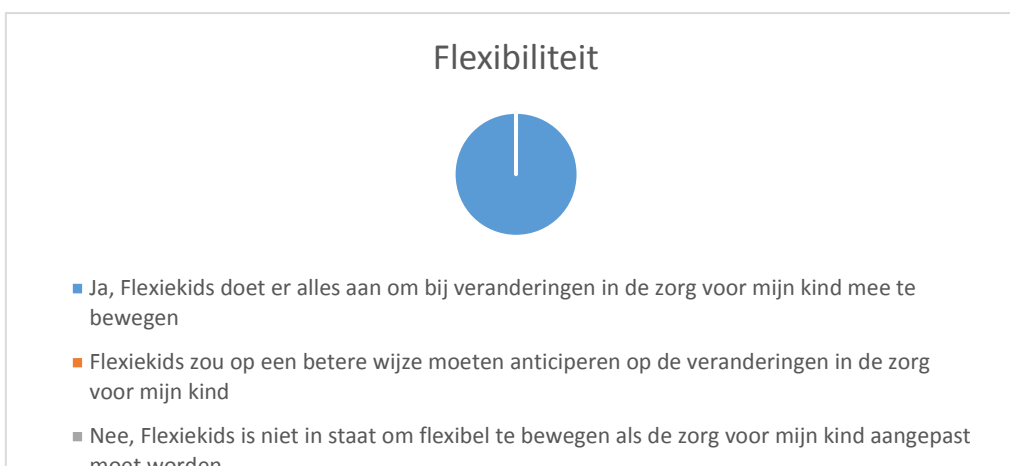 Flexibiliteit
Ja, Flexiekids doet er alles aan om bij veranderingen in de zorg voor mijn kind mee te
bewegen
Flexiekids zou op een betere wijze moeten anticiperen op de veranderingen in de zorg
voor mijn kind
Nee, Flexiekids is niet in staat om flexibel te bewegen als de zorg voor mijn kind aangepast
moet worden